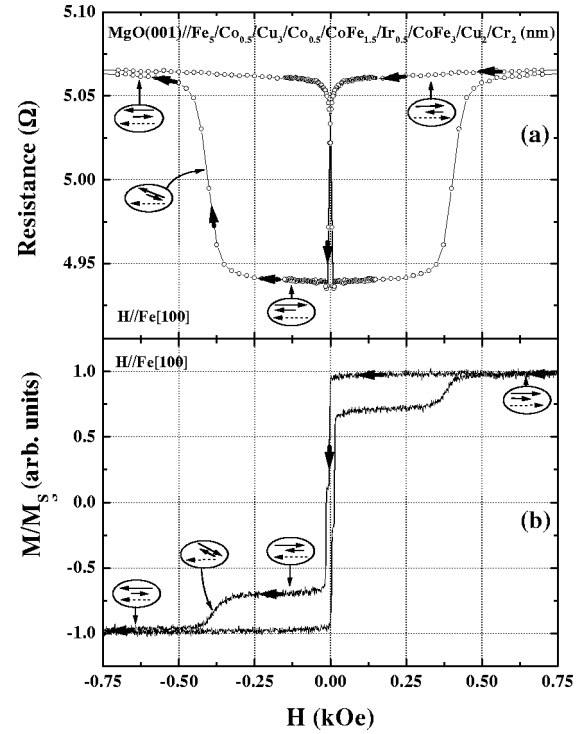 MgO(001)//Fe5/Co0.5/Cu3/Co0.5/CoFe1.5/Ir0.5/CoFe3/Cu2/Cr2 (nm)
5.10
5.05
5.00
4.95
Resistance (Ω)
(a)
H//Fe[100]
H//Fe[100]
1.0
0.5
0.0
-0.5
-1.0
M/MS (arb. units)
(b)
-0.75 -0.50 -0.25 0.00 0.25 0.50 0.75
H (kOe)